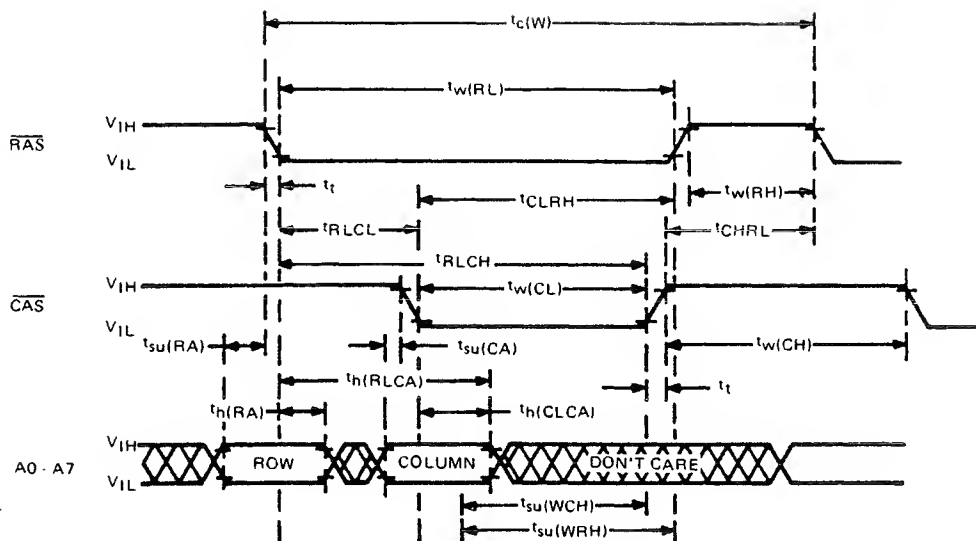 tc(W)
tw(RL)
RAS
VIH
VIL
tt
tCLRH
tw(RH)
tRLCL
tCHRL
tRLCH
CAS
VIH
VIL
tw(CL)
tsu(RA)
tsu(CA)
tw(CH)
th(RLCA)
tt
th(RA)
th(CLCA)
A0 - A7
VIH
VIL
ROW
COLUMN
DON'T CARE
tsu(WCH)
tsu(WRH)